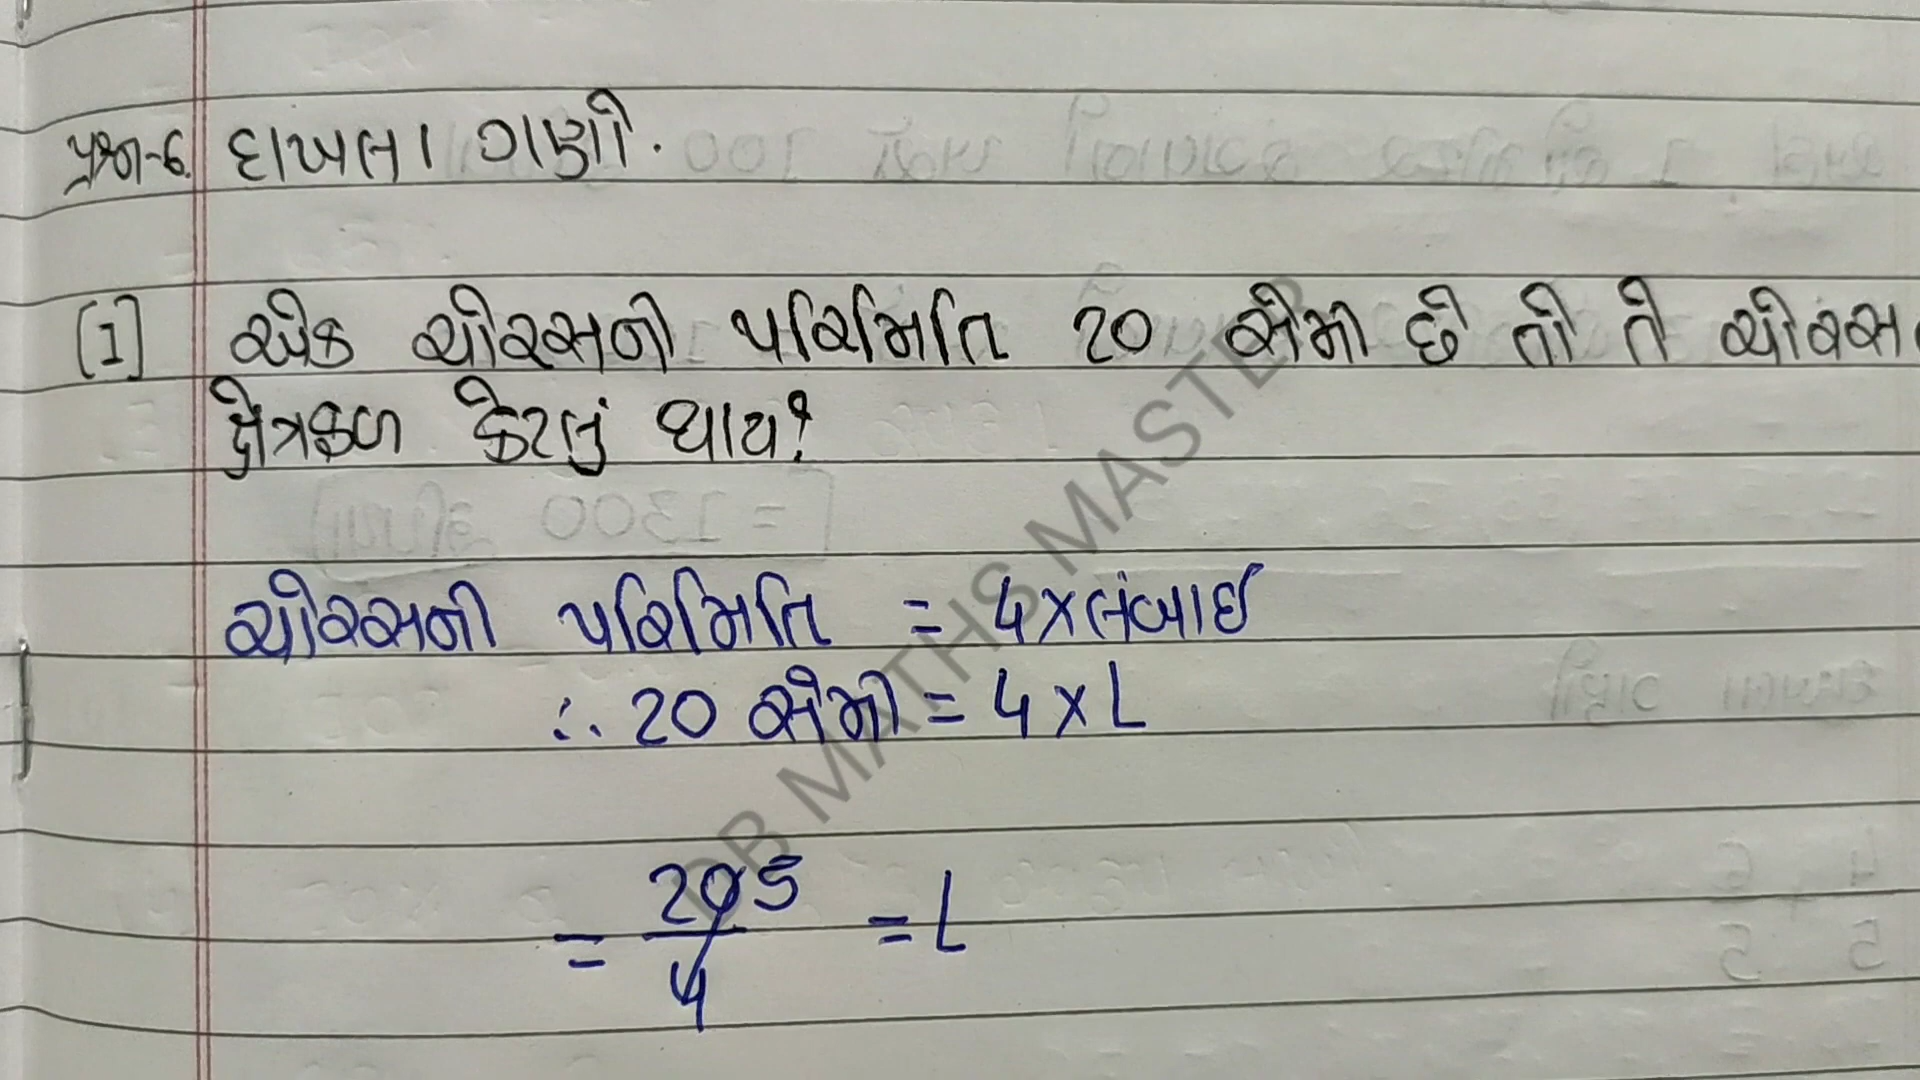 પ્રશ્ન-6. દાખલા ગણો.
[1] એક ચોરસની પરિમિતિ 20 સેમી છે તો તે ચોરસ
ક્ષેત્રફળ કેટલું થાય?
ચોરસની પરિમિતિ = 4×લંબાઈ
∴ 20 સેમી = 4 × L
= 20 5 / 4 = L
DB MATHS MASTER